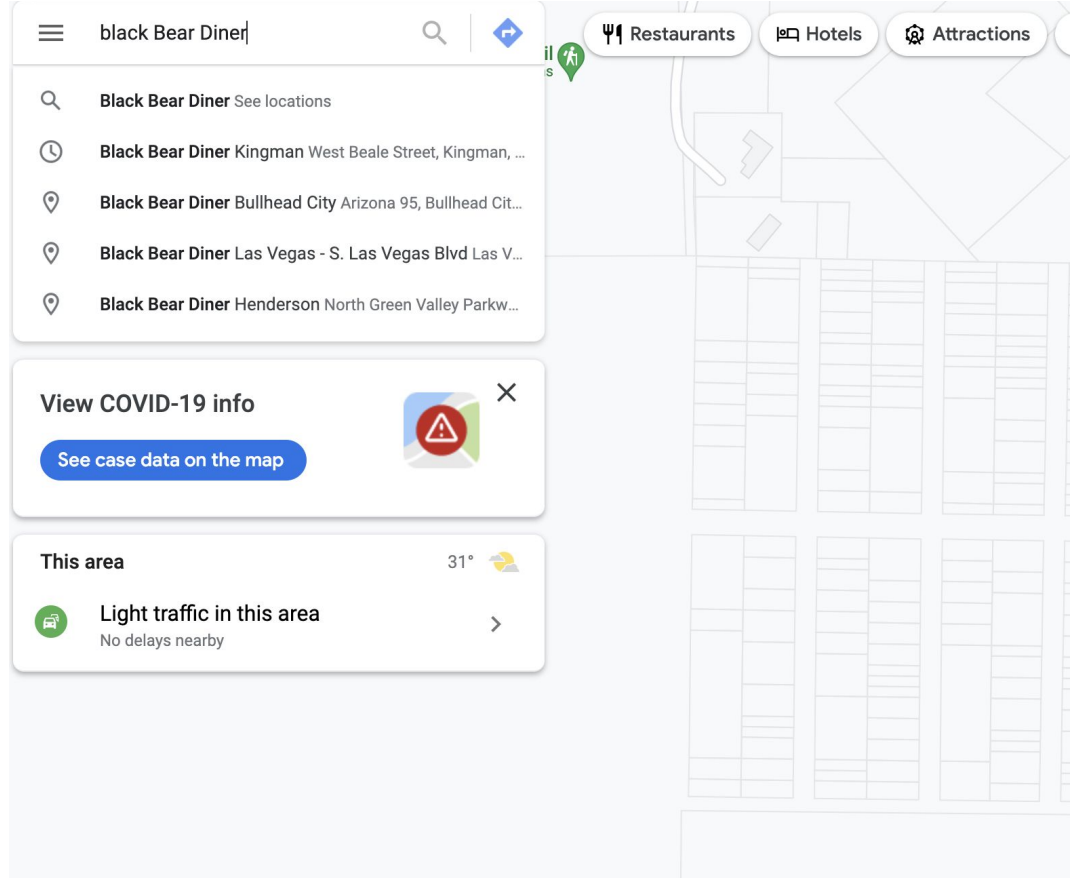 black Bear Diner
Restaurants
Hotels
Attractions
il
s
Black Bear Diner See locations
Black Bear Diner Kingman West Beale Street, Kingman, ...
Black Bear Diner Bullhead City Arizona 95, Bullhead Cit...
Black Bear Diner Las Vegas - S. Las Vegas Blvd Las V...
Black Bear Diner Henderson North Green Valley Parkw...
View COVID-19 info
See case data on the map
This area
31°
Light traffic in this area
No delays nearby